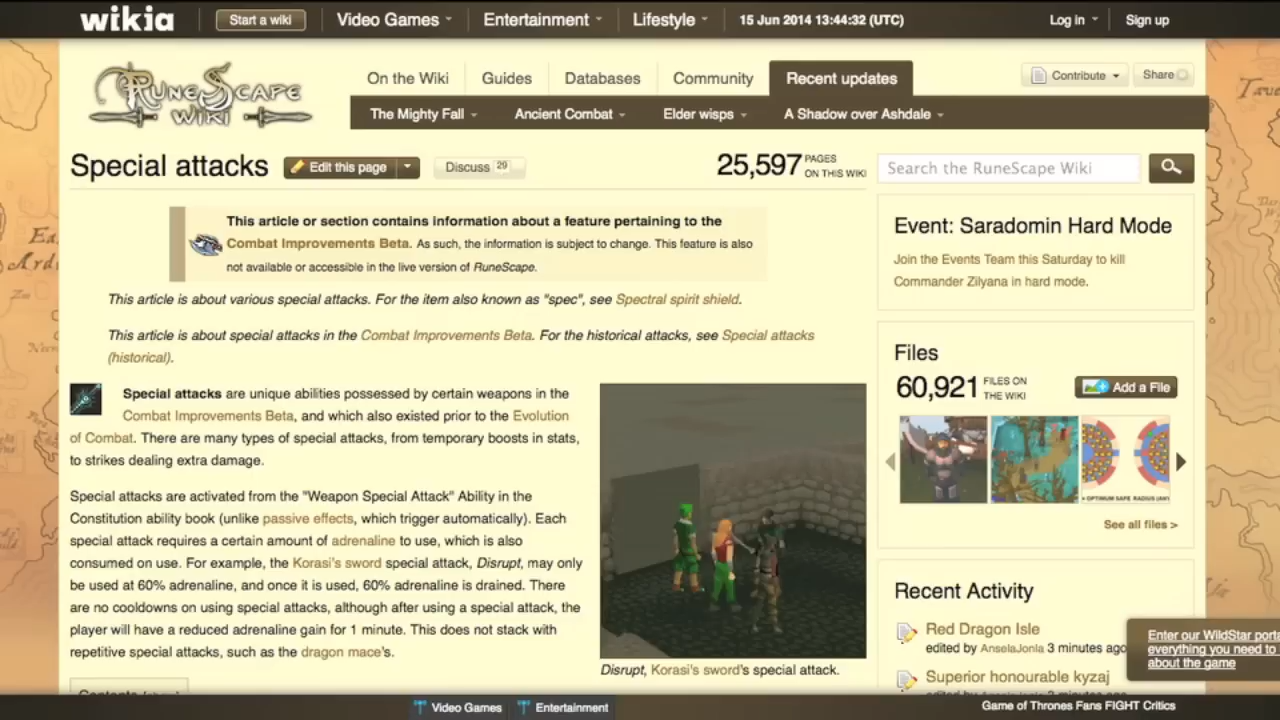 wikia
Start a wiki
Video Games
Entertainment
Lifestyle
15 Jun 2014 13:44:32 (UTC)
Log in
Sign up
RuneScape
WIKI
On the Wiki
Guides
Databases
Community
Recent updates
Contribute
Share
The Mighty Fall
Ancient Combat
Elder wisps
A Shadow over Ashdale
Special attacks
Edit this page
Discuss 29
25,597 PAGES
ON THIS WIKI
Search the RuneScape Wiki
This article or section contains information about a feature pertaining to the
Combat Improvements Beta. As such, the information is subject to change. This feature is also
not available or accessible in the live version of RuneScape.
This article is about various special attacks. For the item also known as "spec", see Spectral spirit shield.
This article is about special attacks in the Combat Improvements Beta. For the historical attacks, see Special attacks
(historical).
Special attacks are unique abilities possessed by certain weapons in the
Combat Improvements Beta, and which also existed prior to the Evolution
of Combat. There are many types of special attacks, from temporary boosts in stats,
to strikes dealing extra damage.
Special attacks are activated from the "Weapon Special Attack" Ability in the
Constitution ability book (unlike passive effects, which trigger automatically). Each
special attack requires a certain amount of adrenaline to use, which is also
consumed on use. For example, the Korasi's sword special attack, Disrupt, may only
be used at 60% adrenaline, and once it is used, 60% adrenaline is drained. There
are no cooldowns on using special attacks, although after using a special attack, the
player will have a reduced adrenaline gain for 1 minute. This does not stack with
repetitive special attacks, such as the dragon mace's.
Disrupt, Korasi's sword's special attack.
Event: Saradomin Hard Mode
Join the Events Team this Saturday to kill
Commander Zilyana in hard mode.
Files
60,921 FILES ON
THE WIKI
Add a File
See all files >
Recent Activity
Red Dragon Isle
edited by AnselaJonla 3 minutes ago
Superior honourable kyzaj
Enter our WildStar porta
everything you need to
about the game
Video Games
Entertainment
Game of Thrones Fans FIGHT Critics